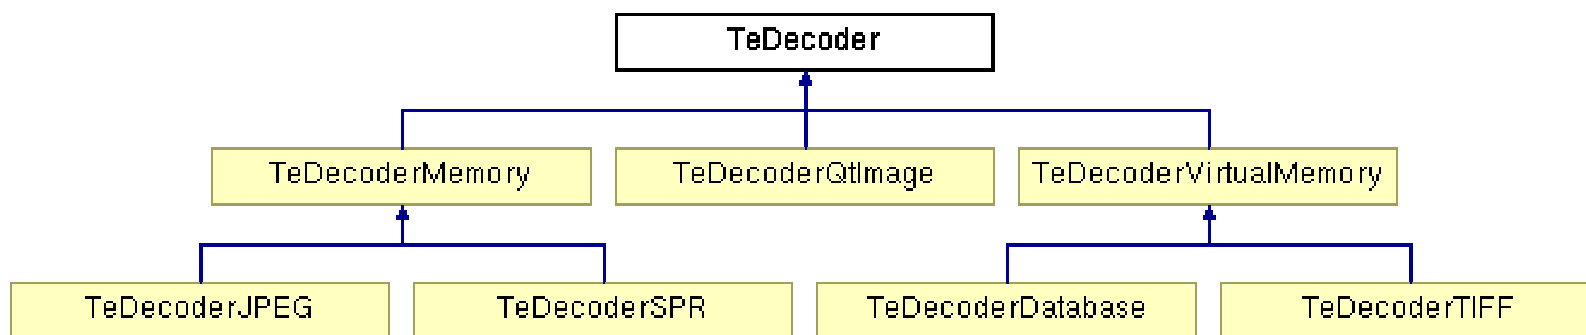 TeDecoder
TeDecoderMemory
TeDecoderQtImage
TeDecoderVirtualMemory
TeDecoderJPEG
TeDecoderSPR
TeDecoderDatabase
TeDecoderTIFF